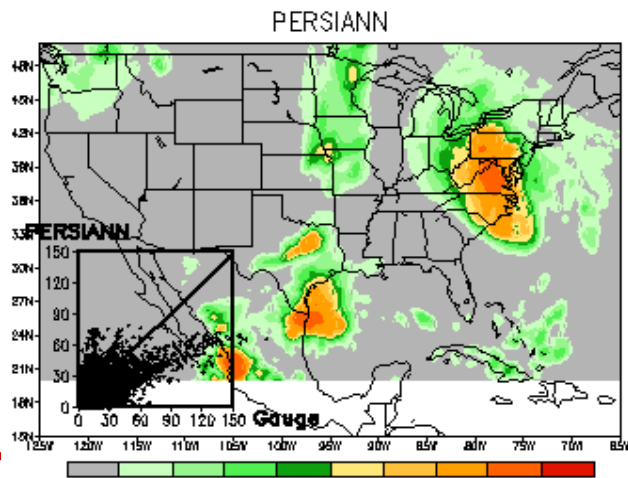 PERSIANN
48N
45N
42N
39N
36N
33N
30N
27N
24N
21N
18N
15N
PERSIANN
150
120
90
60
30
0
0 30 60 90 120 150
Gauge
125W 120W 115W 110W 105W 100W 95W 90W 85W 80W 75W 70W 65W